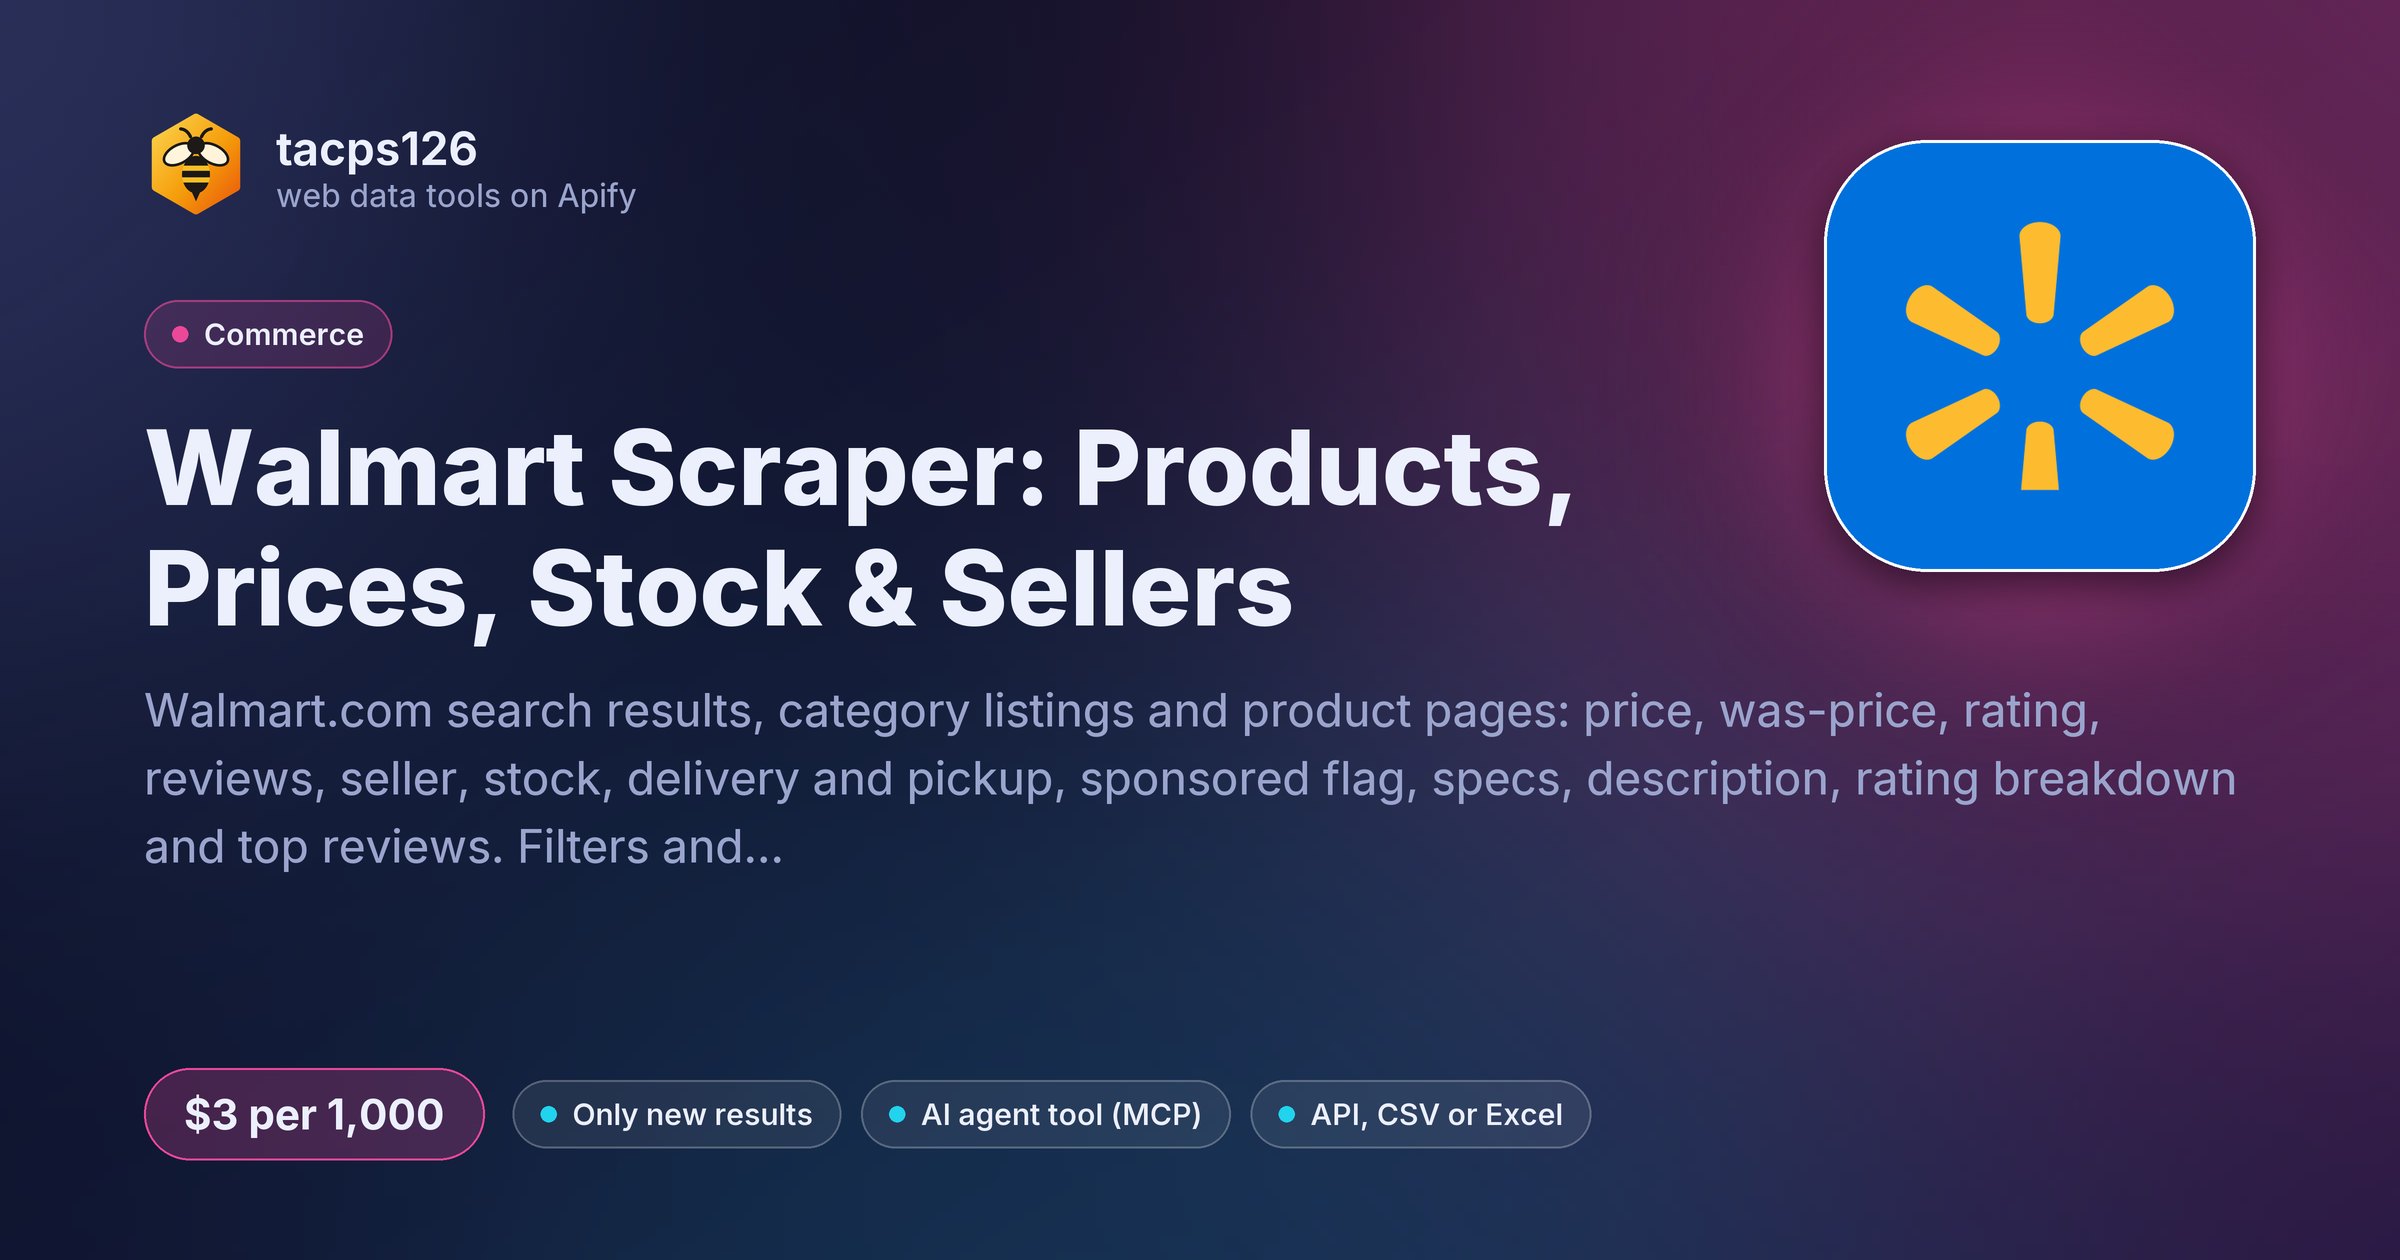 tacps126
web data tools on Apify
Commerce
Walmart Scraper: Products,
Prices, Stock & Sellers
Walmart.com search results, category listings and product pages: price, was-price, rating,
reviews, seller, stock, delivery and pickup, sponsored flag, specs, description, rating breakdown
and top reviews. Filters and...
$3 per 1,000
Only new results
AI agent tool (MCP)
API, CSV or Excel